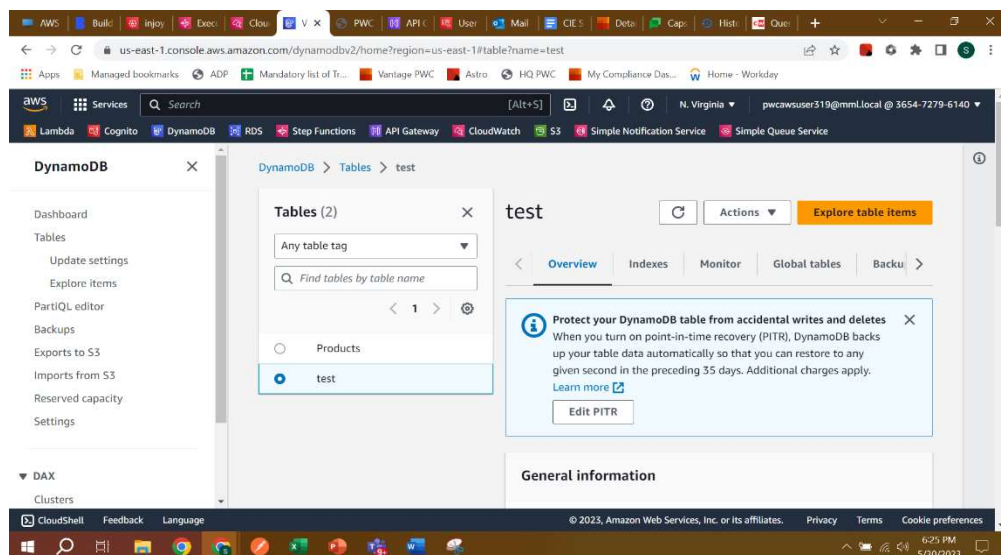 AWS Build injoy Exec Clou V PWC API C User Mail CIE S Deta Caps Histo Quer
us-east-1.console.aws.amazon.com/dynamodbv2/home?region=us-east-1#table?name=test
S
Apps Managed bookmarks ADP Mandatory list of Tr... Vantage PWC Astro HQ PWC My Compliance Das... Home - Workday
aws Services Search [Alt+S] N. Virginia ▼ pwcawsuser319@mml.local @ 3654-7279-6140 ▼
Lambda Cognito DynamoDB RDS Step Functions API Gateway CloudWatch S3 Simple Notification Service Simple Queue Service
DynamoDB
Dashboard
Tables
Update settings
Explore items
PartiQL editor
Backups
Exports to S3
Imports from S3
Reserved capacity
Settings
▼ DAX
Clusters
DynamoDB > Tables > test
Tables (2)
Any table tag
Find tables by table name
< 1 >
Products
test
test
Actions ▼ Explore table items
Overview Indexes Monitor Global tables Backu
Protect your DynamoDB table from accidental writes and deletes
When you turn on point-in-time recovery (PITR), DynamoDB backs
up your table data automatically so that you can restore to any
given second in the preceding 35 days. Additional charges apply.
Learn more
Edit PITR
General information
CloudShell Feedback Language © 2023, Amazon Web Services, Inc. or its affiliates. Privacy Terms Cookie preferences
6:25 PM
5/30/2023